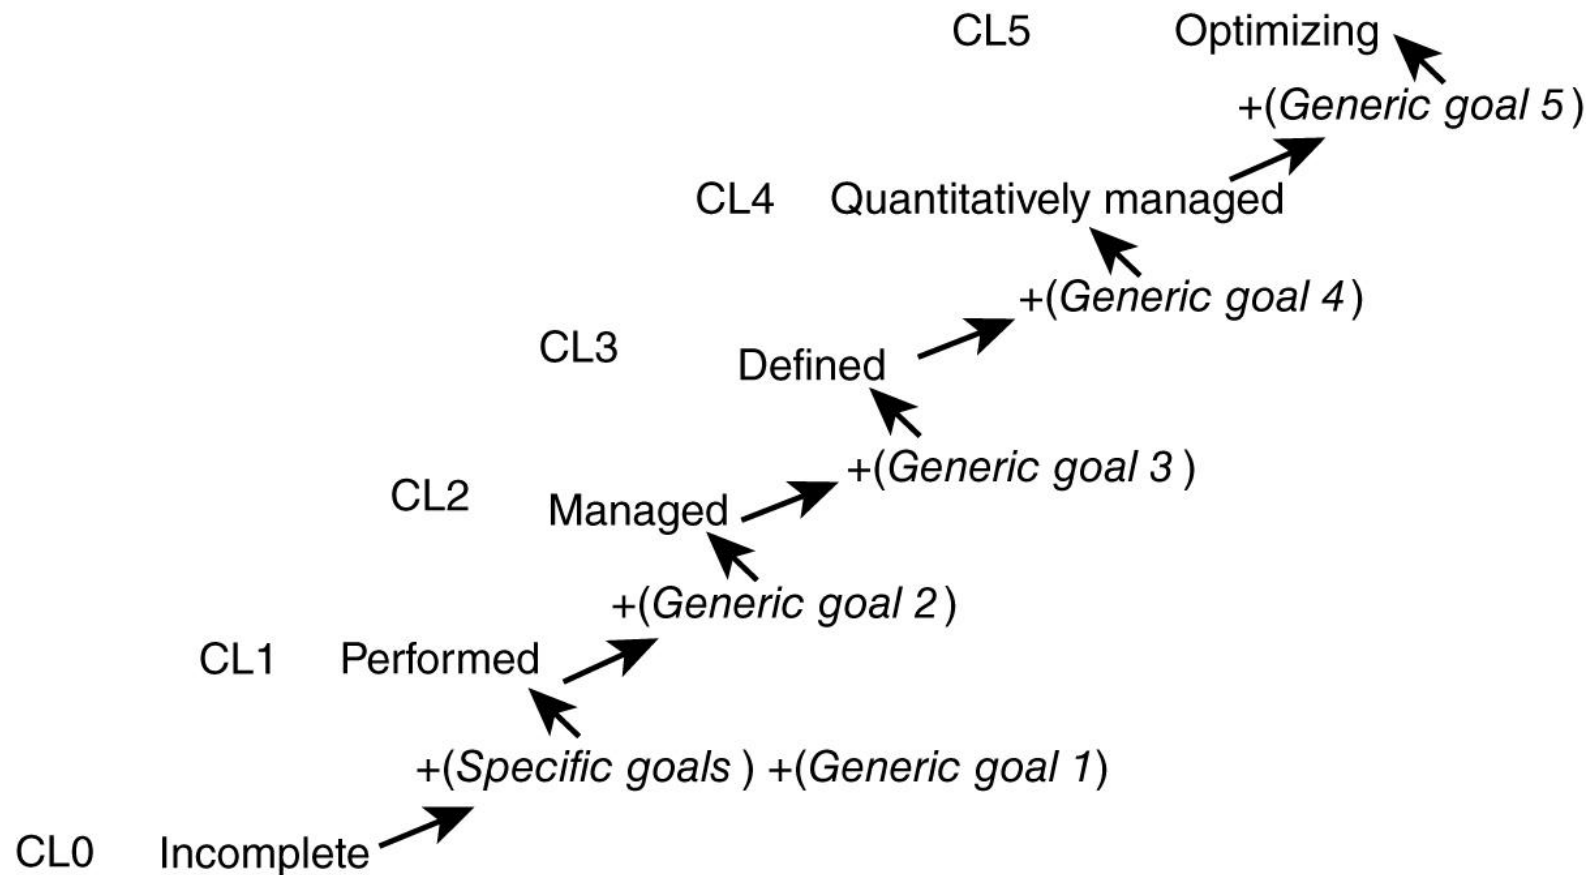 CL5 Optimizing
+(Generic goal 5)
CL4 Quantitatively managed
+(Generic goal 4)
CL3 Defined
+(Generic goal 3)
CL2 Managed
+(Generic goal 2)
CL1 Performed
+(Specific goals) +(Generic goal 1)
CL0 Incomplete